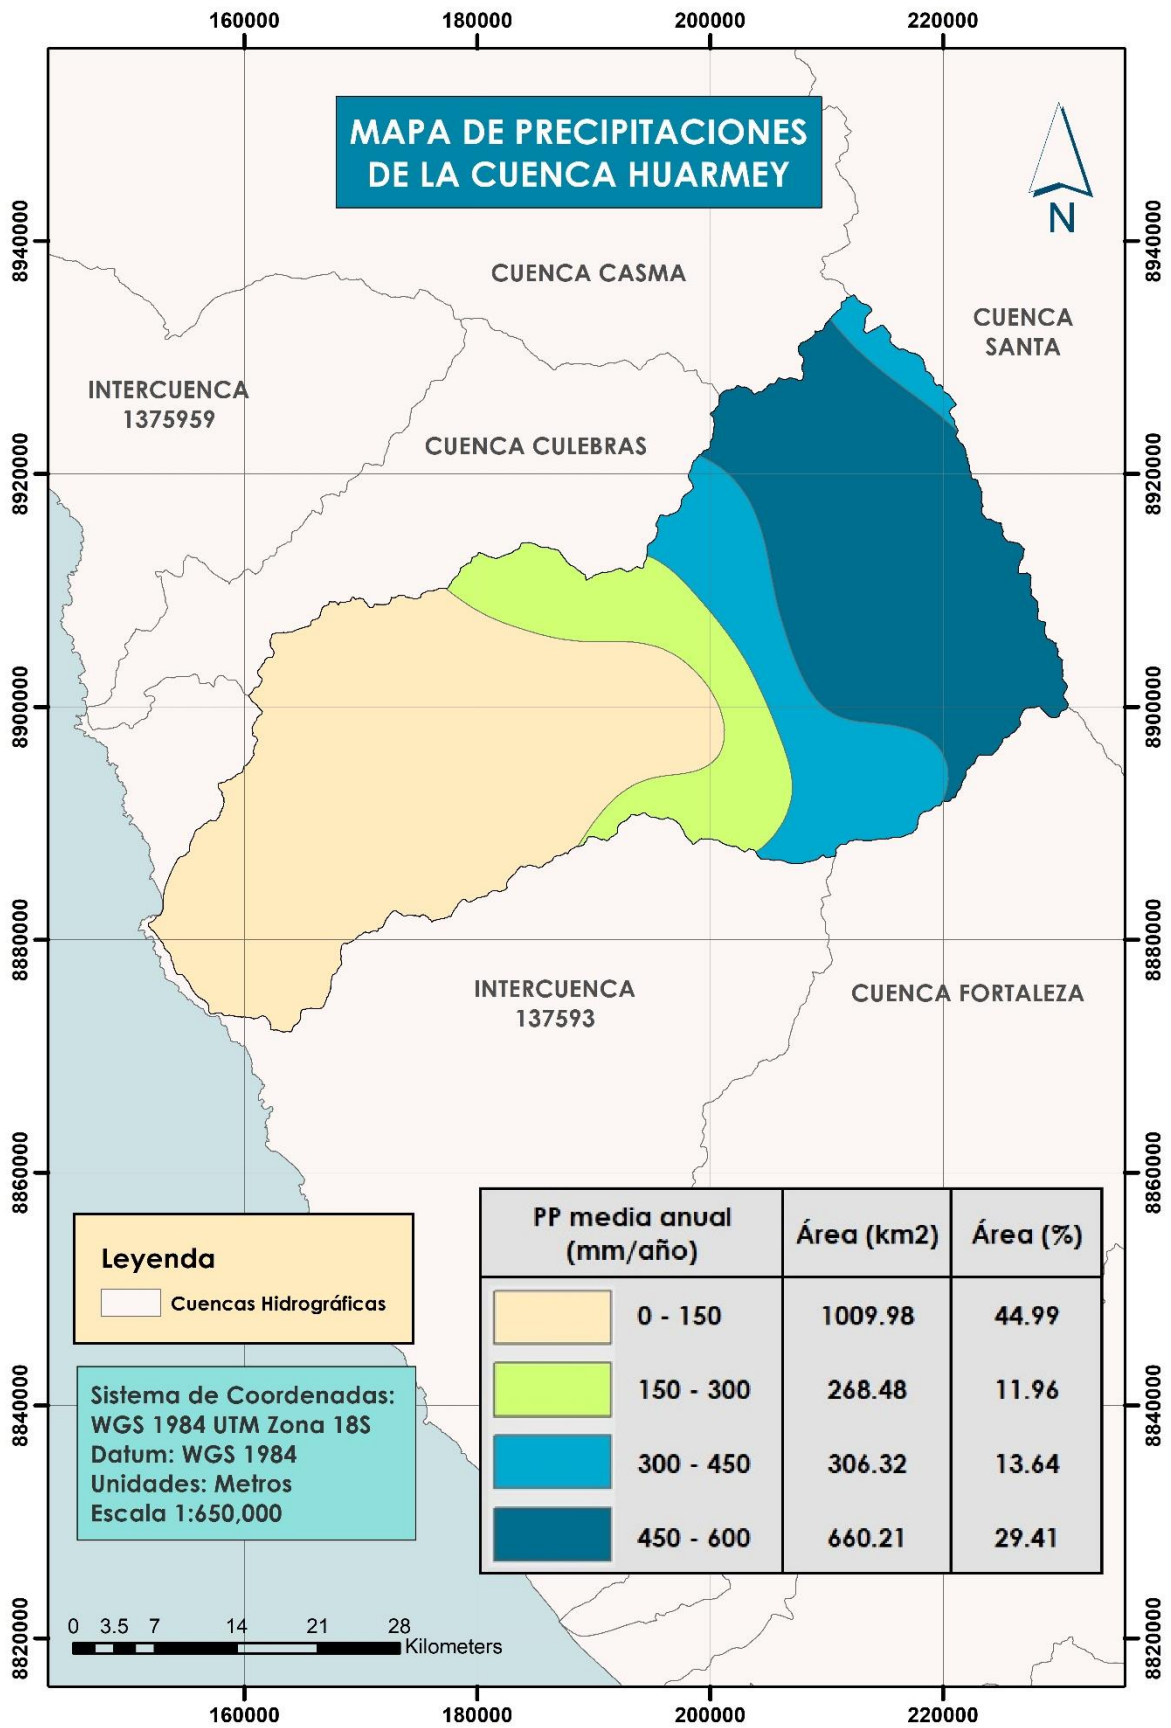 160000 180000 200000 220000
MAPA DE PRECIPITACIONES
DE LA CUENCA HUARMEY
N
8940000 8940000
CUENCA CASMA
CUENCA
SANTA
INTERCUENCA
1375959
CUENCA CULEBRAS
8920000 8920000
8900000 8900000
8880000 8880000
INTERCUENCA
137593
CUENCA FORTALEZA
8860000 8860000
Leyenda
Cuencas Hidrográficas
PP media anual
(mm/año)
Área (km2)
Área (%)
0 - 150 1009.98 44.99
150 - 300 268.48 11.96
300 - 450 306.32 13.64
450 - 600 660.21 29.41
8840000 8840000
Sistema de Coordenadas:
WGS 1984 UTM Zona 18S
Datum: WGS 1984
Unidades: Metros
Escala 1:650,000
0 3.5 7 14 21 28
Kilometers
8820000 8820000
160000 180000 200000 220000